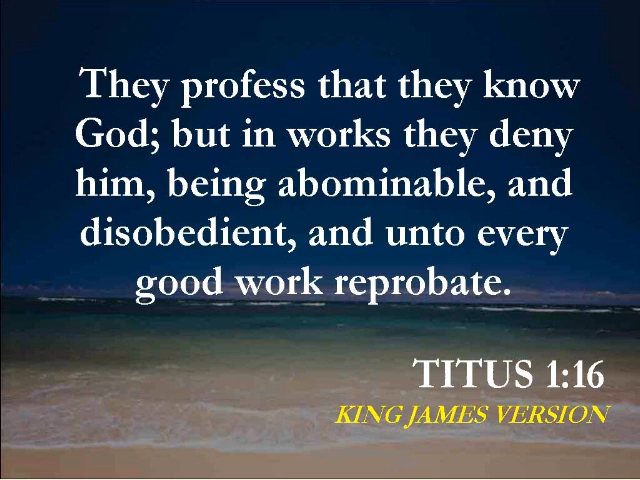 They profess that they know
God; but in works they deny
him, being abominable, and
disobedient, and unto every
good work reprobate.
TITUS 1:16
KING JAMES VERSION